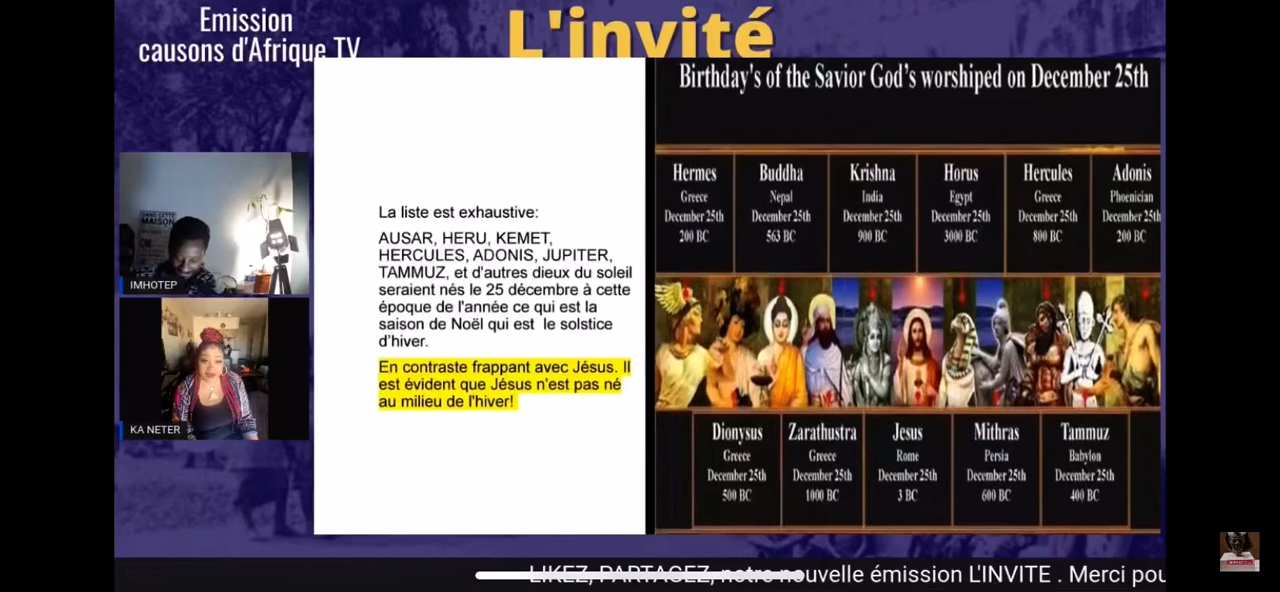 Emission
causons d'Afrique TV
L'invité
IMHOTEP
KA NETER
La liste est exhaustive:
AUSAR, HERU, KEMET,
HERCULES, ADONIS, JUPITER,
TAMMUZ, et d'autres dieux du soleil
seraient nés le 25 décembre à cette
époque de l'année ce qui est la
saison de Noël qui est le solstice
d'hiver.
En contraste frappant avec Jésus. Il
est évident que Jésus n'est pas né
au milieu de l'hiver!
Birthday's of the Savior God's worshiped on December 25th
Hermes
Greece
December 25th
200 BC
Buddha
Nepal
December 25th
563 BC
Krishna
India
December 25th
900 BC
Horus
Egypt
December 25th
3000 BC
Hercules
Greece
December 25th
800 BC
Adonis
Phoenician
December 25th
200 BC
Dionysus
Greece
December 25th
500 BC
Zarathustra
Greece
December 25th
1000 BC
Jesus
Rome
December 25th
3 BC
Mithras
Persia
December 25th
600 BC
Tammuz
Babylon
December 25th
400 BC
LIKEZ, PARTAGEZ, notre nouvelle émission L'INVITE . Merci pou